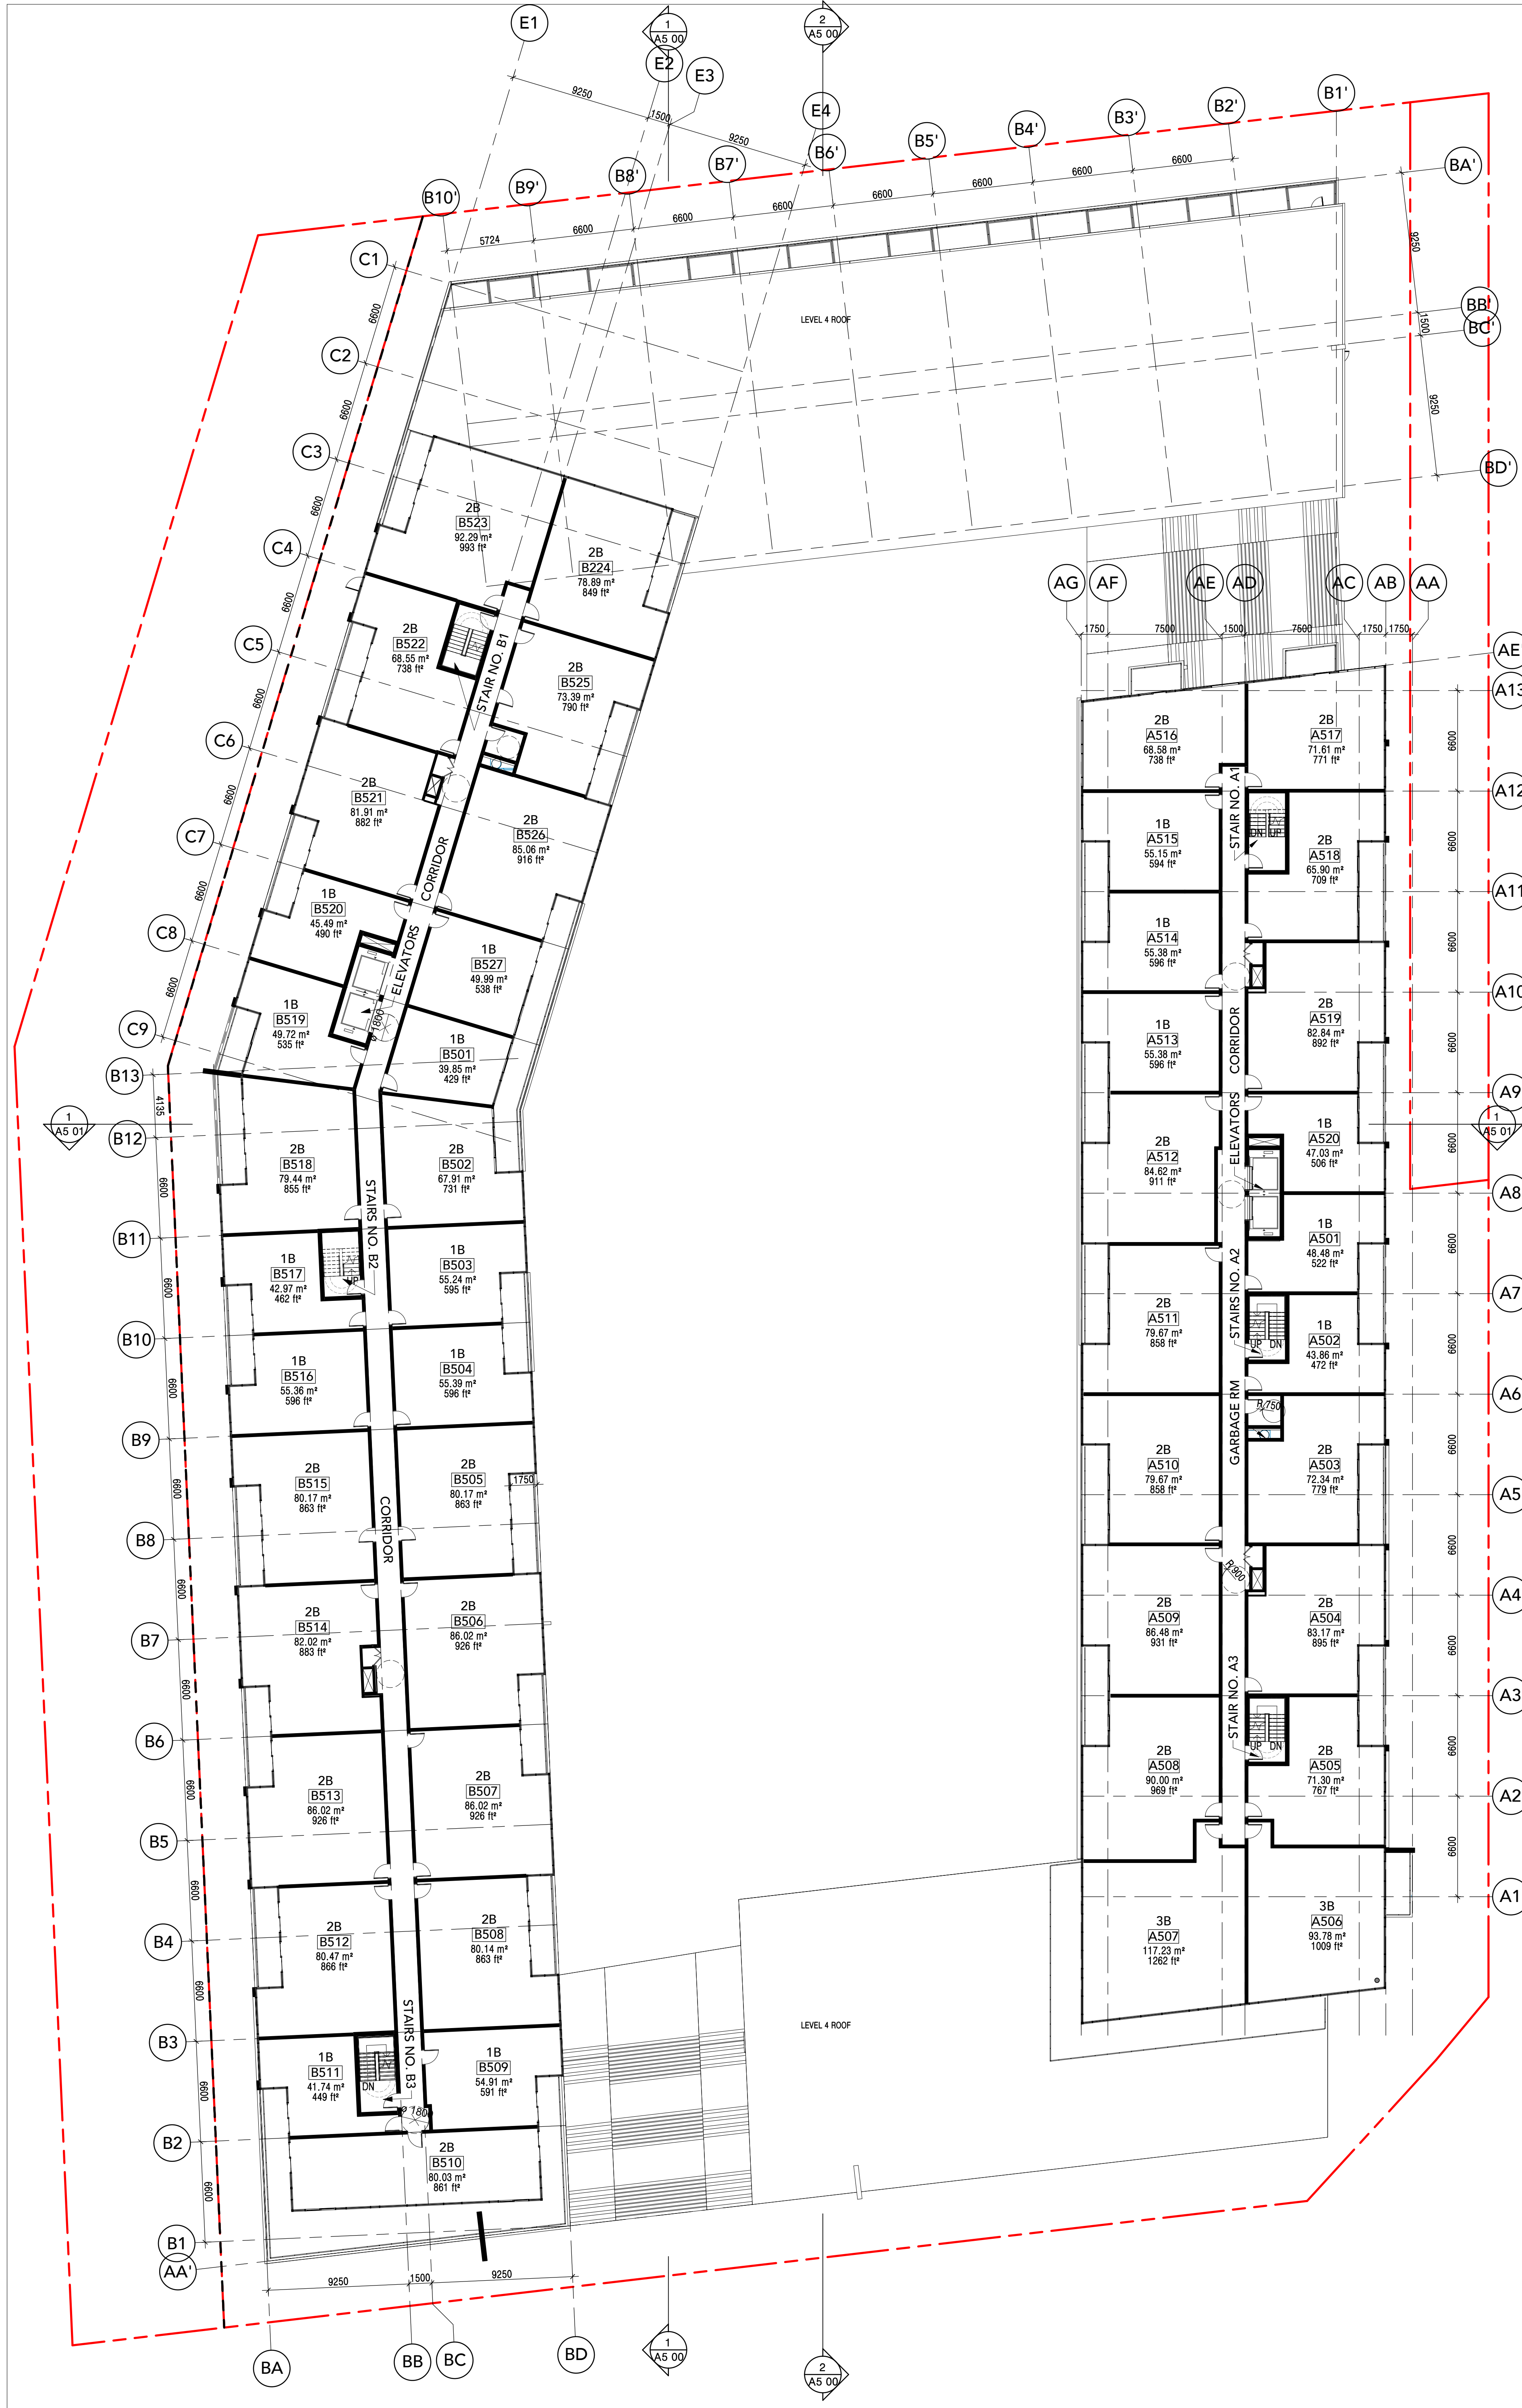 E1
1
A5 00
2
A5 00
E2
E3
E4
9250
1500
9250
B10'
B9'
B8'
B7'
B6'
B5'
B4'
B3'
B2'
B1'
5724
6600
6600
6600
6600
6600
6600
6600
6600
BA'
9250
BB'
1500
BC'
9250
BD'
LEVEL 4 ROOF
C1
6600
C2
6600
C3
6600
C4
6600
C5
6600
C6
6600
C7
6600
C8
6600
C9
2B
B523
92.29 m²
993 ft²
2B
B224
78.89 m²
849 ft²
2B
B522
68.55 m²
738 ft²
STAIR NO. B1
2B
B525
73.39 m²
790 ft²
2B
B521
81.91 m²
882 ft²
2B
B526
85.06 m²
916 ft²
CORRIDOR
1B
B520
45.49 m²
490 ft²
ELEVATORS
1B
B527
49.99 m²
538 ft²
1B
B519
49.72 m²
535 ft²
ø 1800
1B
B501
39.85 m²
429 ft²
B13
4135
B12
6600
B11
6600
B10
6600
B9
6600
B8
6600
B7
6600
B6
6600
B5
6600
B4
6600
B3
6600
B2
6600
B1
AA'
1
A5 01
2B
B518
79.44 m²
855 ft²
2B
B502
67.91 m²
731 ft²
STAIRS NO. B2
1B
B517
42.97 m²
462 ft²
UP
1B
B503
55.24 m²
595 ft²
1B
B516
55.36 m²
596 ft²
1B
B504
55.39 m²
596 ft²
2B
B515
80.17 m²
863 ft²
2B
B505
80.17 m²
863 ft²
1750
CORRIDOR
2B
B514
82.02 m²
883 ft²
2B
B506
86.02 m²
926 ft²
2B
B513
86.02 m²
926 ft²
2B
B507
86.02 m²
926 ft²
2B
B512
80.47 m²
866 ft²
2B
B508
80.14 m²
863 ft²
1B
B511
41.74 m²
449 ft²
DN
STAIRS NO. B3
1B
B509
54.91 m²
591 ft²
ø 1800
2B
B510
80.03 m²
861 ft²
9250
1500
9250
BA
BB
BC
BD
1
A5 00
2
A5 00
LEVEL 4 ROOF
AG
AF
AE
AD
AC
AB
AA
1750
7500
1500
7500
1750
1750
AE
A13
6600
A12
6600
A11
6600
A10
6600
A9
6600
A8
6600
A7
6600
A6
6600
A5
6600
A4
6600
A3
6600
A2
6600
A1
1
A5 01
2B
A516
68.58 m²
738 ft²
2B
A517
71.61 m²
771 ft²
STAIR NO. A1
DN UP
1B
A515
55.15 m²
594 ft²
2B
A518
65.90 m²
709 ft²
1B
A514
55.38 m²
596 ft²
2B
A519
82.84 m²
892 ft²
1B
A513
55.38 m²
596 ft²
CORRIDOR
ELEVATORS
1B
A520
47.03 m²
506 ft²
2B
A512
84.62 m²
911 ft²
1B
A501
48.48 m²
522 ft²
STAIRS NO. A2
UP DN
2B
A511
79.67 m²
858 ft²
1B
A502
43.86 m²
472 ft²
GARBAGE RM
R 750
2B
A510
79.67 m²
858 ft²
2B
A503
72.34 m²
779 ft²
R 900
2B
A509
86.48 m²
931 ft²
2B
A504
83.17 m²
895 ft²
STAIR NO. A3
UP DN
2B
A508
90.00 m²
969 ft²
2B
A505
71.30 m²
767 ft²
3B
A507
117.23 m²
1262 ft²
3B
A506
93.78 m²
1009 ft²